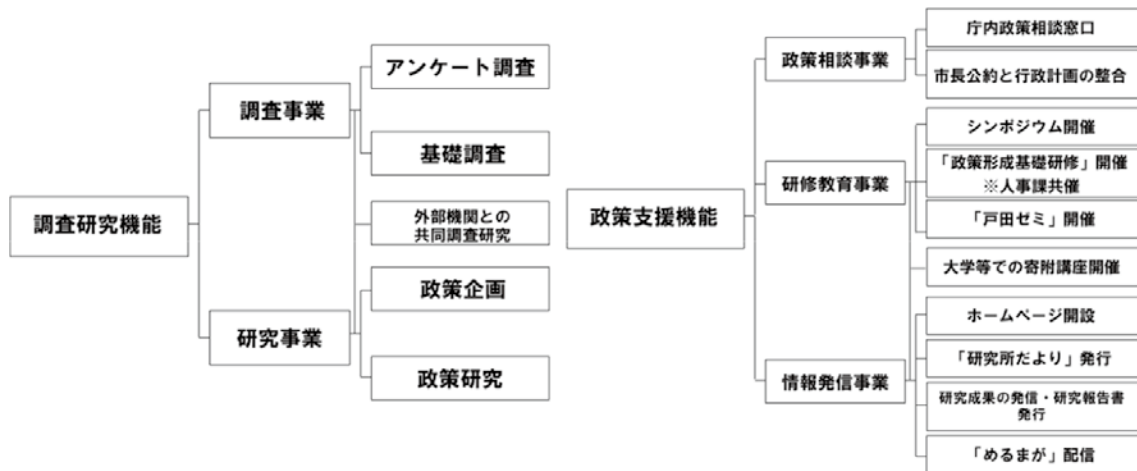 調査研究機能
調査事業
アンケート調査
基礎調査
外部機関との
共同調査研究
研究事業
政策企画
政策研究
政策支援機能
政策相談事業
庁内政策相談窓口
市長公約と行政計画の整合
研修教育事業
シンポジウム開催
「政策形成基礎研修」開催
※人事課共催
「戸田ゼミ」開催
大学等での寄附講座開催
情報発信事業
ホームページ開設
「研究所だより」発行
研究成果の発信・研究報告書
発行
「めるまが」配信